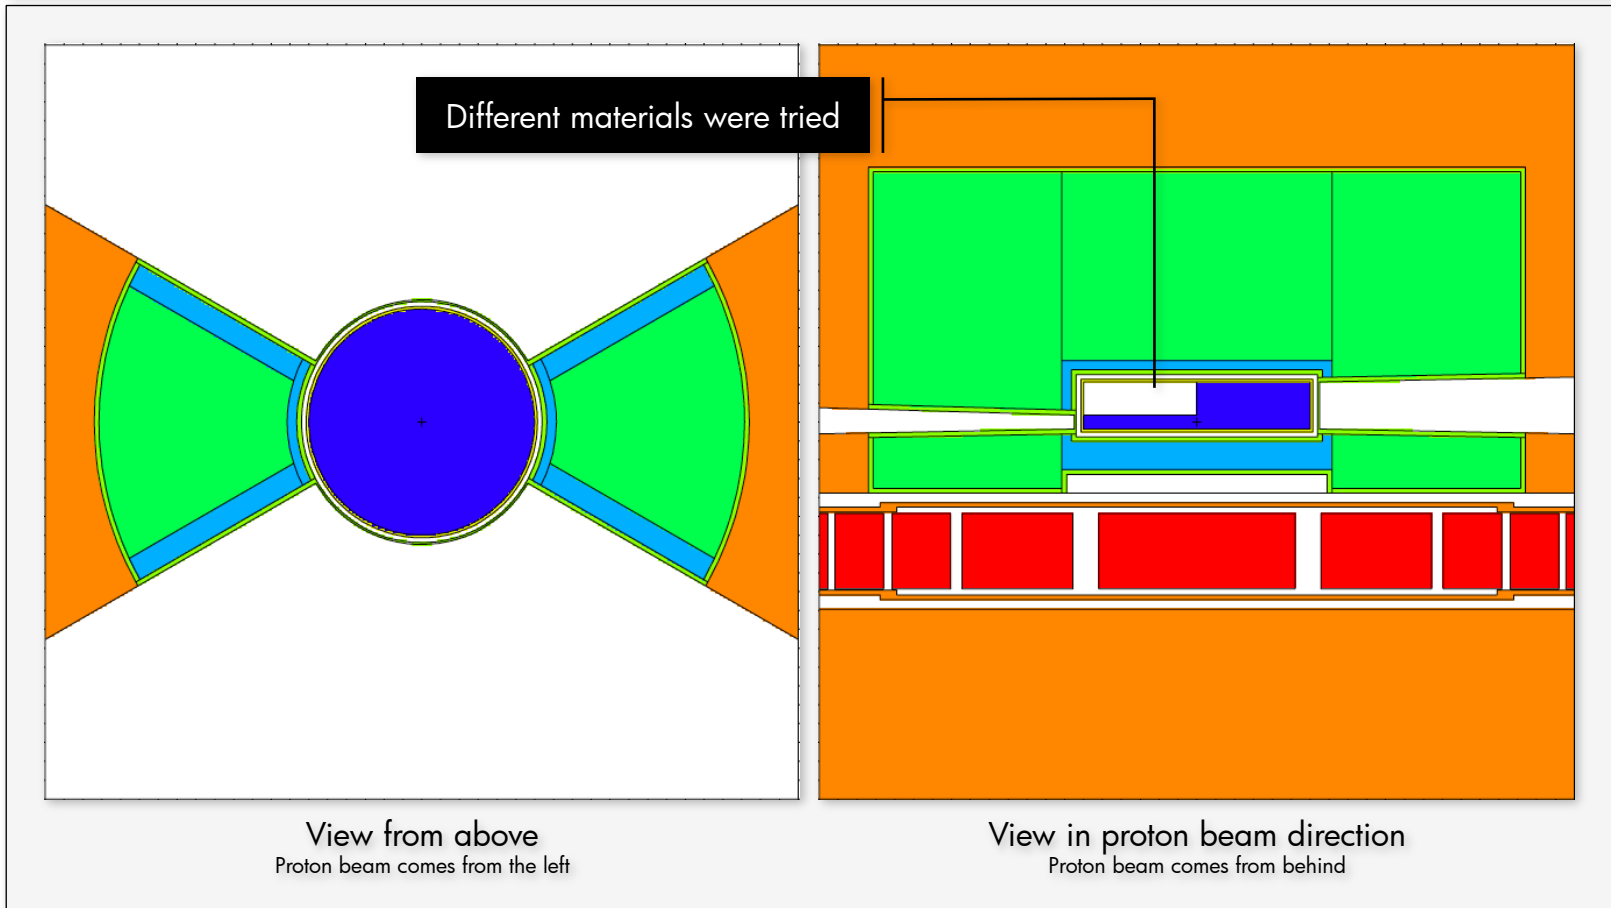 Different materials were tried
View from above
Proton beam comes from the left
View in proton beam direction
Proton beam comes from behind